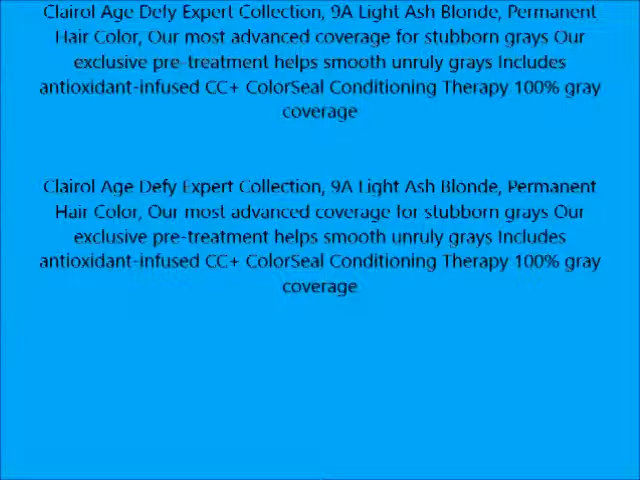 Clairol Age Defy Expert Collection, 9A Light Ash Blonde, Permanent
Hair Color, Our most advanced coverage for stubborn grays Our
exclusive pre-treatment helps smooth unruly grays Includes
antioxidant-infused CC+ ColorSeal Conditioning Therapy 100% gray
coverage
Clairol Age Defy Expert Collection, 9A Light Ash Blonde, Permanent
Hair Color, Our most advanced coverage for stubborn grays Our
exclusive pre-treatment helps smooth unruly grays Includes
antioxidant-infused CC+ ColorSeal Conditioning Therapy 100% gray
coverage